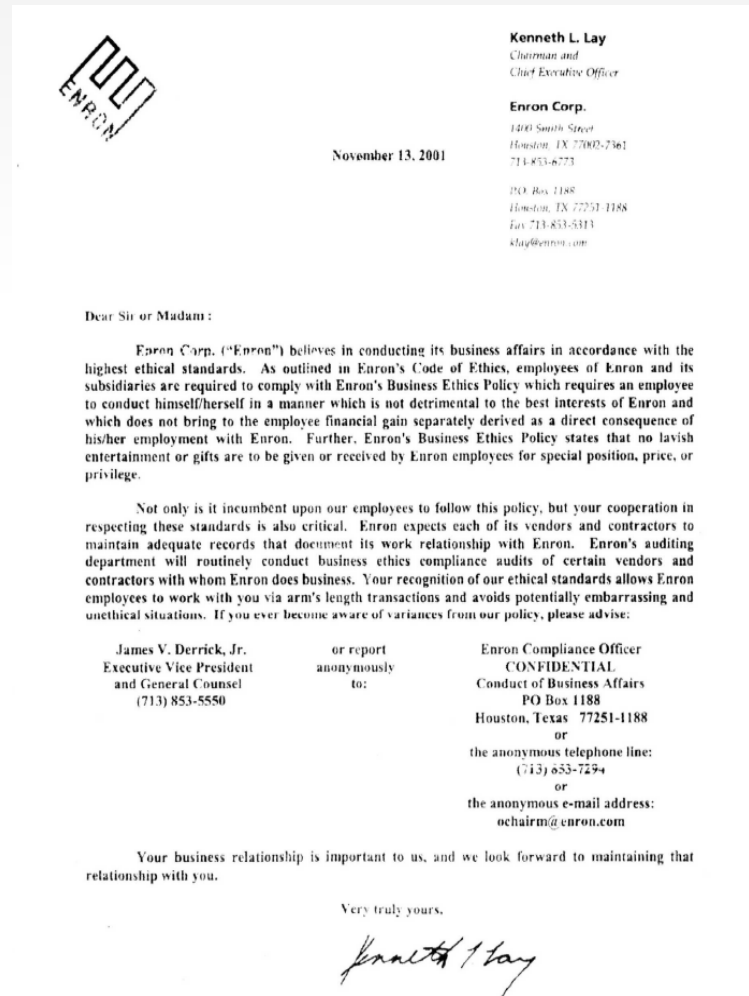 ENRON
Kenneth L. Lay
Chairman and
Chief Executive Officer
Enron Corp.
1400 Smith Street
Houston, TX 77002-7361
713-853-6773
P.O. Box 1188
Houston, TX 77251-1188
Fax 713-853-5313
klay@enron.com
November 13, 2001
Dear Sir or Madam:
Enron Corp. (“Enron”) believes in conducting its business affairs in accordance with the
highest ethical standards. As outlined in Enron's Code of Ethics, employees of Enron and its
subsidiaries are required to comply with Enron's Business Ethics Policy which requires an employee
to conduct himself/herself in a manner which is not detrimental to the best interests of Enron and
which does not bring to the employee financial gain separately derived as a direct consequence of
his/her employment with Enron. Further, Enron's Business Ethics Policy states that no lavish
entertainment or gifts are to be given or received by Enron employees for special position, price, or
privilege.
Not only is it incumbent upon our employees to follow this policy, but your cooperation in
respecting these standards is also critical. Enron expects each of its vendors and contractors to
maintain adequate records that document its work relationship with Enron. Enron's auditing
department will routinely conduct business ethics compliance audits of certain vendors and
contractors with whom Enron does business. Your recognition of our ethical standards allows Enron
employees to work with you via arm's length transactions and avoids potentially embarrassing and
unethical situations. If you ever become aware of variances from our policy, please advise:
James V. Derrick, Jr.
Executive Vice President
and General Counsel
(713) 853-5550
or report
anonymously
to:
Enron Compliance Officer
CONFIDENTIAL
Conduct of Business Affairs
PO Box 1188
Houston, Texas 77251-1188
or
the anonymous telephone line:
(713)
or
the anonymous e-mail address:
ochairm@enron.com
Your business relationship is important to us, and we look forward to maintaining that
relationship with you.
Very truly yours,
Kenneth L Lay